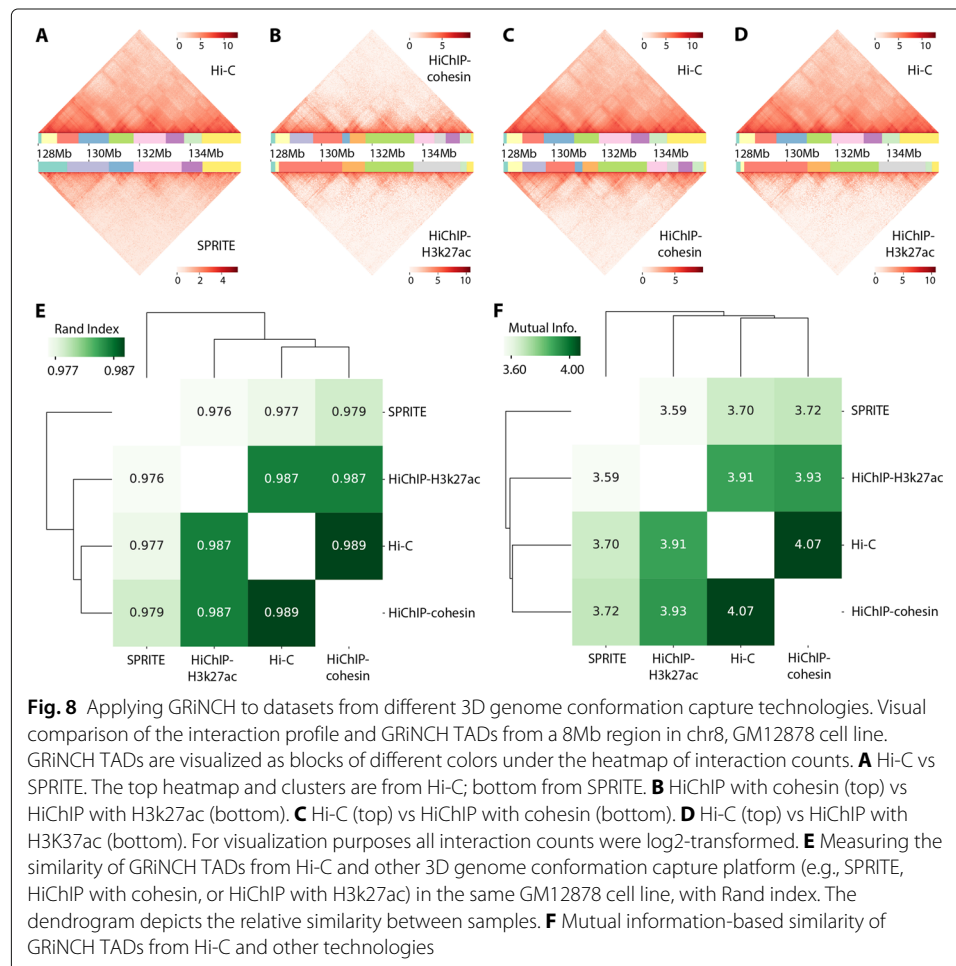 A
0 5 10
Hi-C
128Mb 130Mb 132Mb 134Mb
SPRITE
0 2 4
B
0 5 10
HiChIP-
cohesin
128Mb 130Mb 132Mb 134Mb
HiChIP-
H3k27ac
0 5 10
C
0 5 10
Hi-C
128Mb 130Mb 132Mb 134Mb
HiChIP-
cohesin
0 5
D
0 5 10
Hi-C
128Mb 130Mb 132Mb 134Mb
HiChIP-
H3k27ac
0 5 10
E
Rand Index
0.977 0.987
0.976 0.977 0.979 SPRITE
0.976 0.987 0.987 HiChIP-H3k27ac
0.977 0.987 0.989 Hi-C
0.979 0.987 0.989 HiChIP-cohesin
SPRITE HiChIP- Hi-C HiChIP-
H3k27ac cohesin
F
Mutual Info.
3.60 4.00
3.59 3.70 3.72 SPRITE
3.59 3.91 3.93 HiChIP-H3k27ac
3.70 3.91 4.07 Hi-C
3.72 3.93 4.07 HiChIP-cohesin
SPRITE HiChIP- Hi-C HiChIP-
H3k27ac cohesin
Fig. 8 Applying GRiNCH to datasets from different 3D genome conformation capture technologies. Visual
comparison of the interaction profile and GRiNCH TADs from a 8Mb region in chr8, GM12878 cell line.
GRiNCH TADs are visualized as blocks of different colors under the heatmap of interaction counts. A Hi-C vs
SPRITE. The top heatmap and clusters are from Hi-C; bottom from SPRITE. B HiChIP with cohesin (top) vs
HiChIP with H3k27ac (bottom). C Hi-C (top) vs HiChIP with cohesin (bottom). D Hi-C (top) vs HiChIP with
H3K37ac (bottom). For visualization purposes all interaction counts were log2-transformed. E Measuring the
similarity of GRiNCH TADs from Hi-C and other 3D genome conformation capture platform (e.g., SPRITE,
HiChIP with cohesin, or HiChIP with H3k27ac) in the same GM12878 cell line, with Rand index. The
dendrogram depicts the relative similarity between samples. F Mutual information-based similarity of
GRiNCH TADs from Hi-C and other technologies